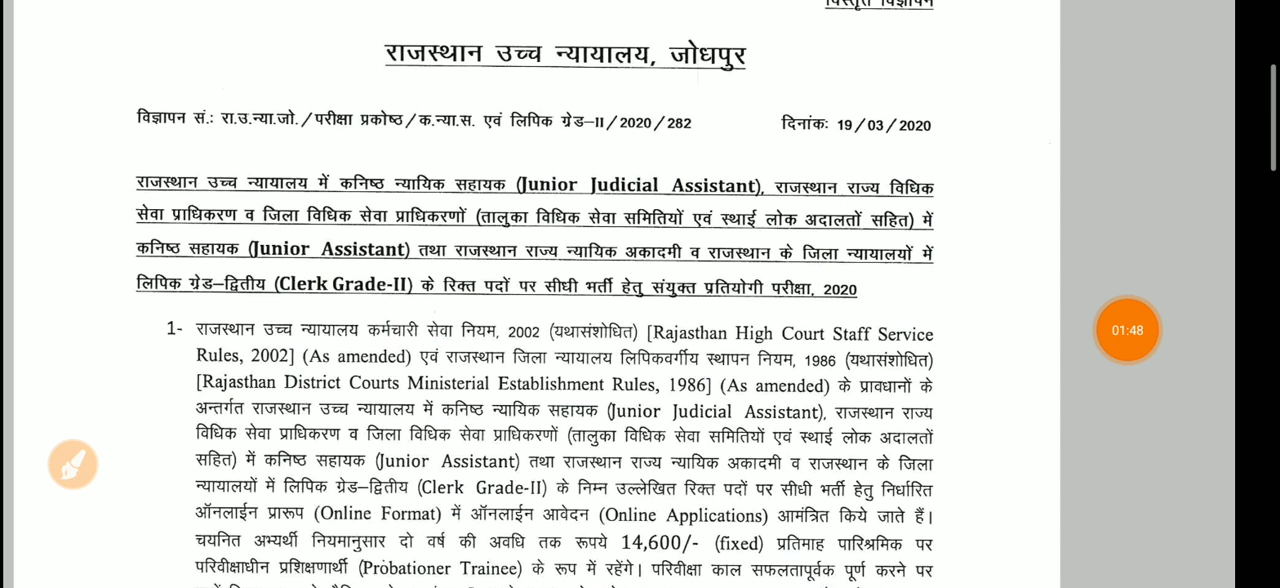 विस्तृत विज्ञापन
राजस्थान उच्च न्यायालय, जोधपुर
विज्ञापन सं.: रा.उ.न्या.जो./परीक्षा प्रकोष्ठ/क.न्या.स. एवं लिपिक ग्रेड–II/2020/282 दिनांकः 19/03/2020
राजस्थान उच्च न्यायालय में कनिष्ठ न्यायिक सहायक (Junior Judicial Assistant), राजस्थान राज्य विधिक
सेवा प्राधिकरण व जिला विधिक सेवा प्राधिकरणों (तालुका विधिक सेवा समितियों एवं स्थाई लोक अदालतों सहित) में
कनिष्ठ सहायक (Junior Assistant) तथा राजस्थान राज्य न्यायिक अकादमी व राजस्थान के जिला न्यायालयों में
लिपिक ग्रेड–द्वितीय (Clerk Grade-II) के रिक्त पदों पर सीधी भर्ती हेतु संयुक्त प्रतियोगी परीक्षा, 2020
1- राजस्थान उच्च न्यायालय कर्मचारी सेवा नियम, 2002 (यथासंशोधित) [Rajasthan High Court Staff Service
Rules, 2002] (As amended) एवं राजस्थान जिला न्यायालय लिपिकवर्गीय स्थापन नियम, 1986 (यथासंशोधित)
[Rajasthan District Courts Ministerial Establishment Rules, 1986] (As amended) के प्रावधानों के
अन्तर्गत राजस्थान उच्च न्यायालय में कनिष्ठ न्यायिक सहायक (Junior Judicial Assistant), राजस्थान राज्य
विधिक सेवा प्राधिकरण व जिला विधिक सेवा प्राधिकरणों (तालुका विधिक सेवा समितियों एवं स्थाई लोक अदालतों
सहित) में कनिष्ठ सहायक (Junior Assistant) तथा राजस्थान राज्य न्यायिक अकादमी व राजस्थान के जिला
न्यायालयों में लिपिक ग्रेड–द्वितीय (Clerk Grade-II) के निम्न उल्लेखित रिक्त पदों पर सीधी भर्ती हेतु निर्धारित
ऑनलाईन प्रारूप (Online Format) में ऑनलाईन आवेदन (Online Applications) आमंत्रित किये जाते हैं।
चयनित अभ्यर्थी नियमानुसार दो वर्ष की अवधि तक रूपये 14,600/- (fixed) प्रतिमाह पारिश्रमिक पर
परिवीक्षाधीन प्रशिक्षणार्थी (Probationer Trainee) के रूप में रहेंगे। परिवीक्षा काल सफलतापूर्वक पूर्ण करने पर
01:48